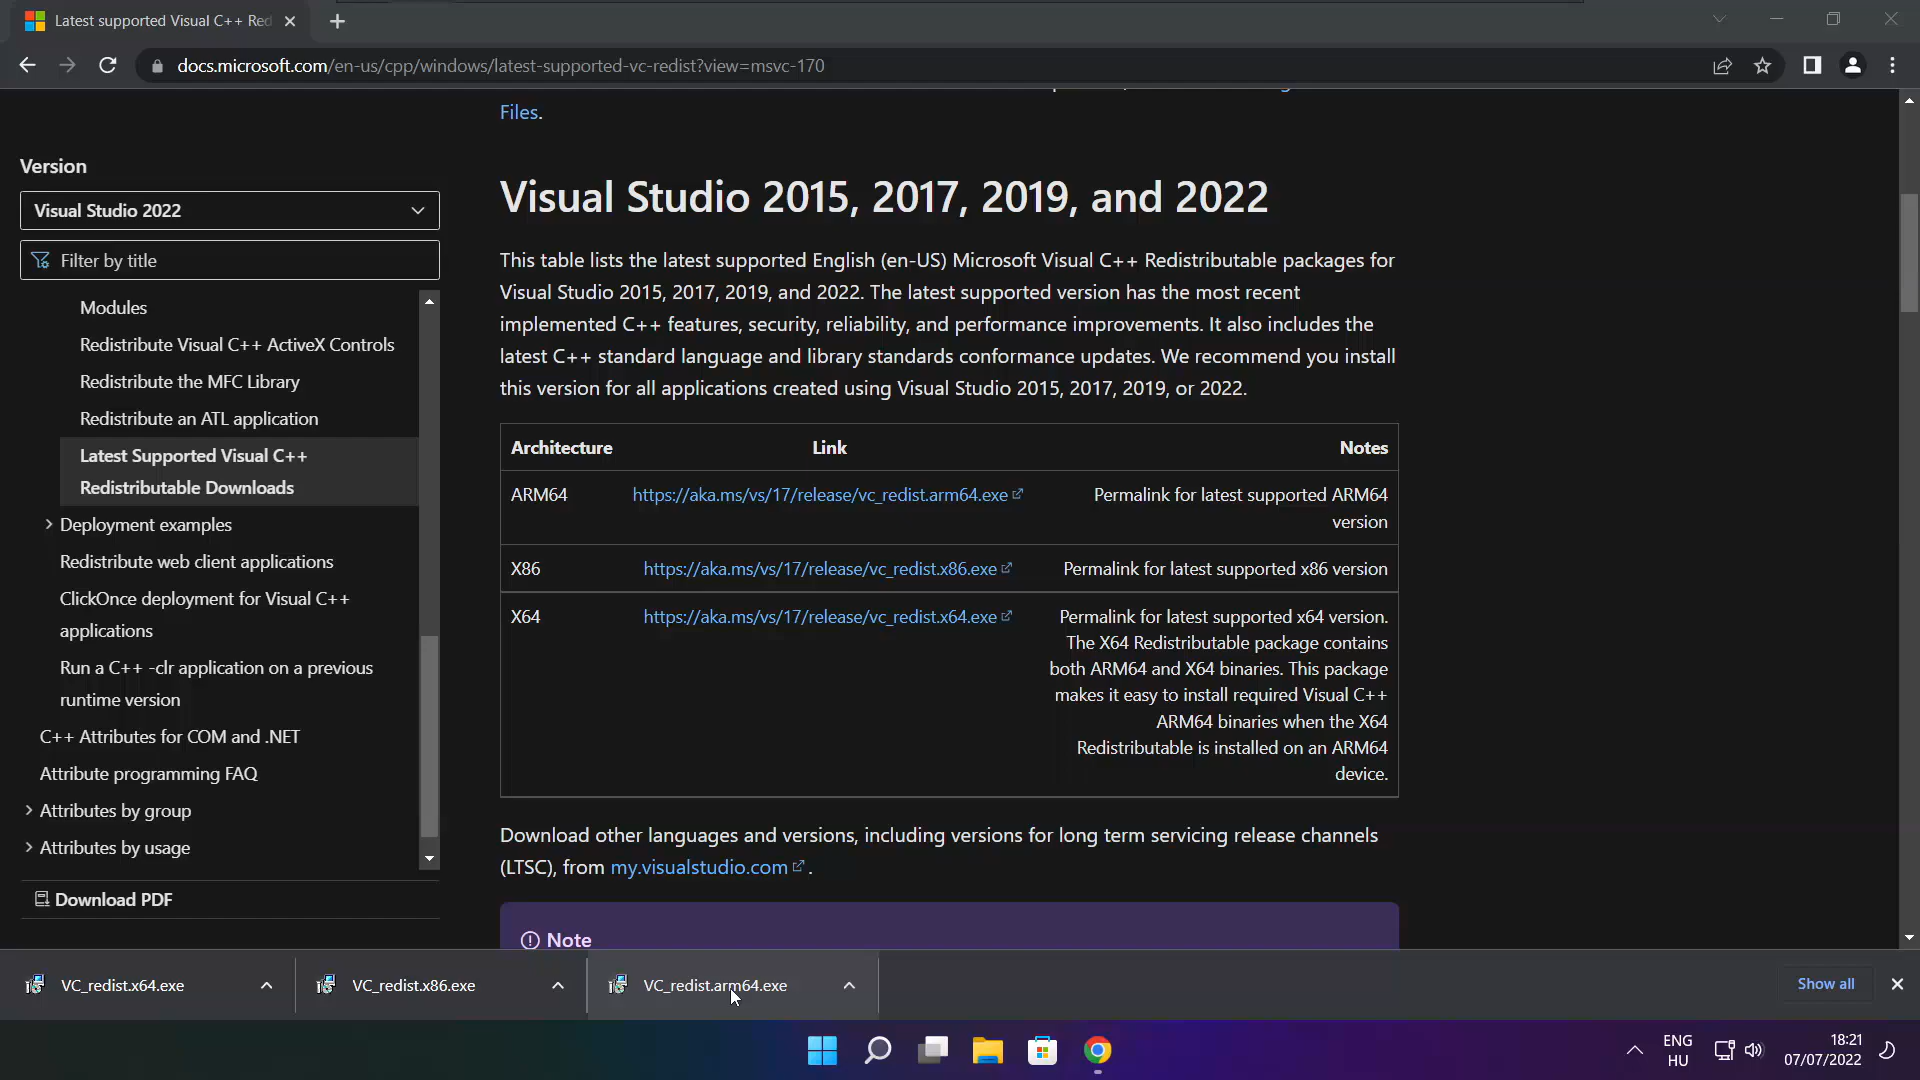 Latest supported Visual C++ Red
docs.microsoft.com/en-us/cpp/windows/latest-supported-vc-redist?view=msvc-170
Files.
Version
Visual Studio 2022
Filter by title
Modules
Redistribute Visual C++ ActiveX Controls
Redistribute the MFC Library
Redistribute an ATL application
Latest Supported Visual C++
Redistributable Downloads
Deployment examples
Redistribute web client applications
ClickOnce deployment for Visual C++
applications
Run a C++ -clr application on a previous
runtime version
C++ Attributes for COM and .NET
Attribute programming FAQ
Attributes by group
Attributes by usage
Download PDF
Visual Studio 2015, 2017, 2019, and 2022
This table lists the latest supported English (en-US) Microsoft Visual C++ Redistributable packages for
Visual Studio 2015, 2017, 2019, and 2022. The latest supported version has the most recent
implemented C++ features, security, reliability, and performance improvements. It also includes the
latest C++ standard language and library standards conformance updates. We recommend you install
this version for all applications created using Visual Studio 2015, 2017, 2019, or 2022.
Architecture Link Notes
ARM64 https://aka.ms/vs/17/release/vc_redist.arm64.exe Permalink for latest supported ARM64
version
X86 https://aka.ms/vs/17/release/vc_redist.x86.exe Permalink for latest supported x86 version
X64 https://aka.ms/vs/17/release/vc_redist.x64.exe Permalink for latest supported x64 version.
The X64 Redistributable package contains
both ARM64 and X64 binaries. This package
makes it easy to install required Visual C++
ARM64 binaries when the X64
Redistributable is installed on an ARM64
device.
Download other languages and versions, including versions for long term servicing release channels
(LTSC), from my.visualstudio.com .
Note
VC_redist.x64.exe VC_redist.x86.exe VC_redist.arm64.exe Show all
ENG 18:21
HU 07/07/2022